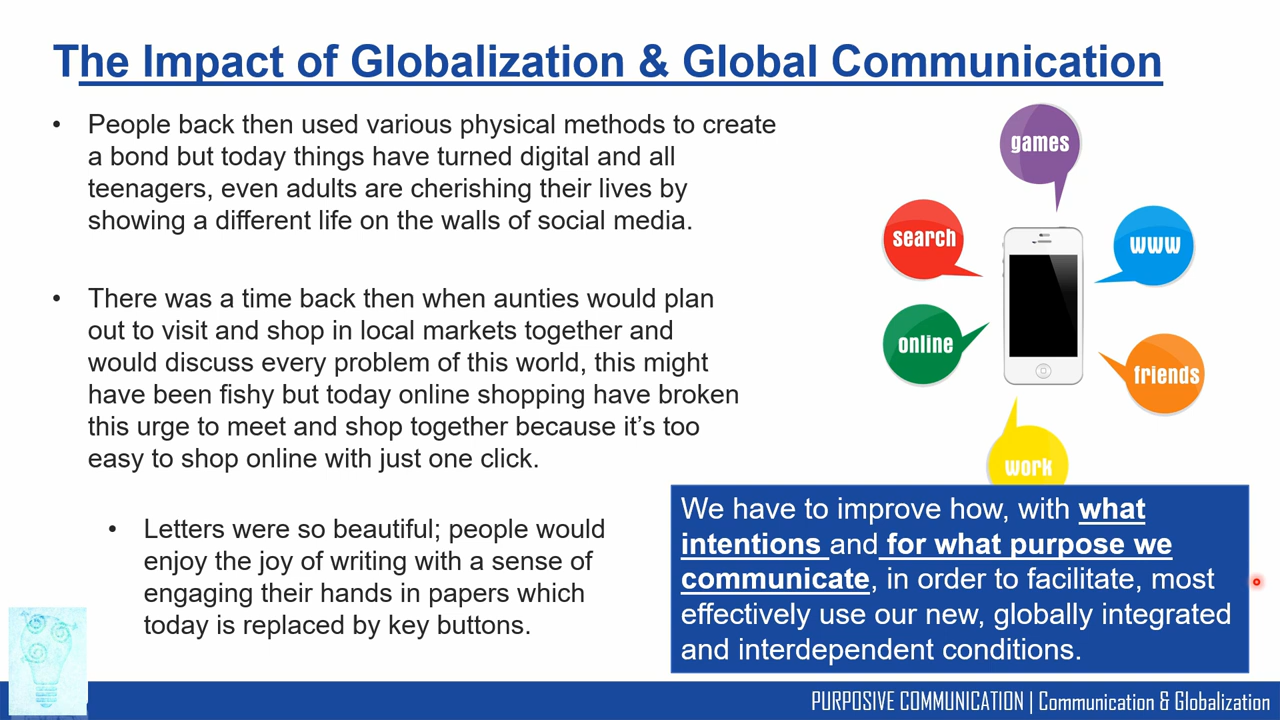 The Impact of Globalization & Global Communication
• People back then used various physical methods to create
a bond but today things have turned digital and all
teenagers, even adults are cherishing their lives by
showing a different life on the walls of social media.
• There was a time back then when aunties would plan
out to visit and shop in local markets together and
would discuss every problem of this world, this might
have been fishy but today online shopping have broken
this urge to meet and shop together because it’s too
easy to shop online with just one click.
• Letters were so beautiful; people would
enjoy the joy of writing with a sense of
engaging their hands in papers which
today is replaced by key buttons.
games
search
www
online
friends
work
We have to improve how, with what
intentions and for what purpose we
communicate, in order to facilitate, most
effectively use our new, globally integrated
and interdependent conditions.
PURPOSIVE COMMUNICATION | Communication & Globalization